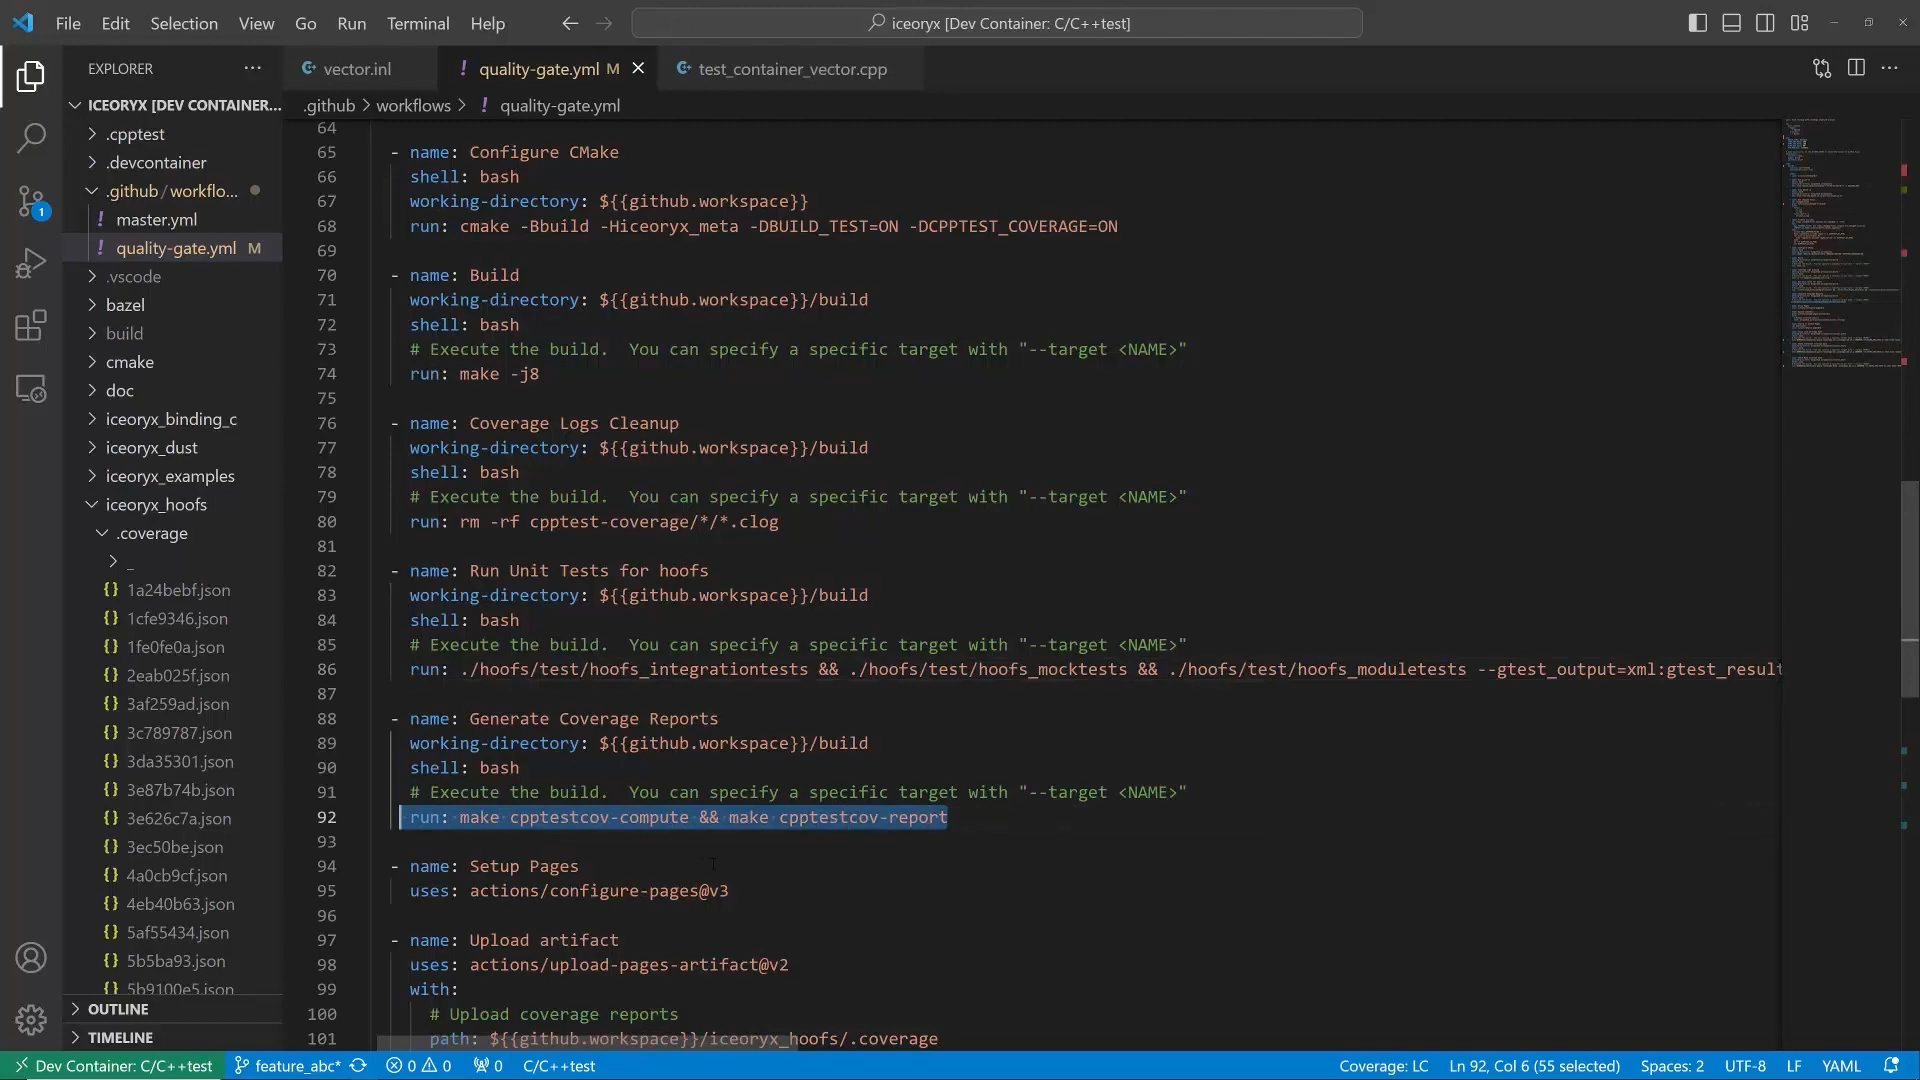 File Edit Selection View Go Run Terminal Help
iceoryx [Dev Container: C/C++test]
EXPLORER
vector.inl
! quality-gate.yml M
test_container_vector.cpp
ICEORYX [DEV CONTAINER...
.github > workflows > ! quality-gate.yml
.cpptest
.devcontainer
.github / workflo...
! master.yml
! quality-gate.yml M
.vscode
bazel
build
cmake
doc
iceoryx_binding_c
iceoryx_dust
iceoryx_examples
iceoryx_hoofs
.coverage
_
{} 1a24bebf.json
{} 1cfe9346.json
{} 1fe0fe0a.json
{} 2eab025f.json
{} 3af259ad.json
{} 3c789787.json
{} 3da35301.json
{} 3e87b74b.json
{} 3e626c7a.json
{} 3ec50be.json
{} 4a0cb9cf.json
{} 4eb40b63.json
{} 5af55434.json
{} 5b5ba93.json
{} 5b9100e5.json
OUTLINE
TIMELINE
1
64
65 - name: Configure CMake
66 shell: bash
67 working-directory: ${{github.workspace}}
68 run: cmake -Bbuild -Hiceoryx_meta -DBUILD_TEST=ON -DCPPTEST_COVERAGE=ON
69
70 - name: Build
71 working-directory: ${{github.workspace}}/build
72 shell: bash
73 # Execute the build.  You can specify a specific target with "--target <NAME>"
74 run: make -j8
75
76 - name: Coverage Logs Cleanup
77 working-directory: ${{github.workspace}}/build
78 shell: bash
79 # Execute the build.  You can specify a specific target with "--target <NAME>"
80 run: rm -rf cpptest-coverage/*/*.clog
81
82 - name: Run Unit Tests for hoofs
83 working-directory: ${{github.workspace}}/build
84 shell: bash
85 # Execute the build.  You can specify a specific target with "--target <NAME>"
86 run: ./hoofs/test/hoofs_integrationtests && ./hoofs/test/hoofs_mocktests && ./hoofs/test/hoofs_moduletests --gtest_output=xml:gtest_result
87
88 - name: Generate Coverage Reports
89 working-directory: ${{github.workspace}}/build
90 shell: bash
91 # Execute the build.  You can specify a specific target with "--target <NAME>"
92 run: make cpptestcov-compute && make cpptestcov-report
93
94 - name: Setup Pages
95 uses: actions/configure-pages@v3
96
97 - name: Upload artifact
98 uses: actions/upload-pages-artifact@v2
99 with:
100 # Upload coverage reports
101 path: ${{github.workspace}}/iceoryx_hoofs/.coverage
Dev Container: C/C++test feature_abc* 0 0 0 C/C++test Coverage: LC Ln 92, Col 6 (55 selected) Spaces: 2 UTF-8 LF YAML